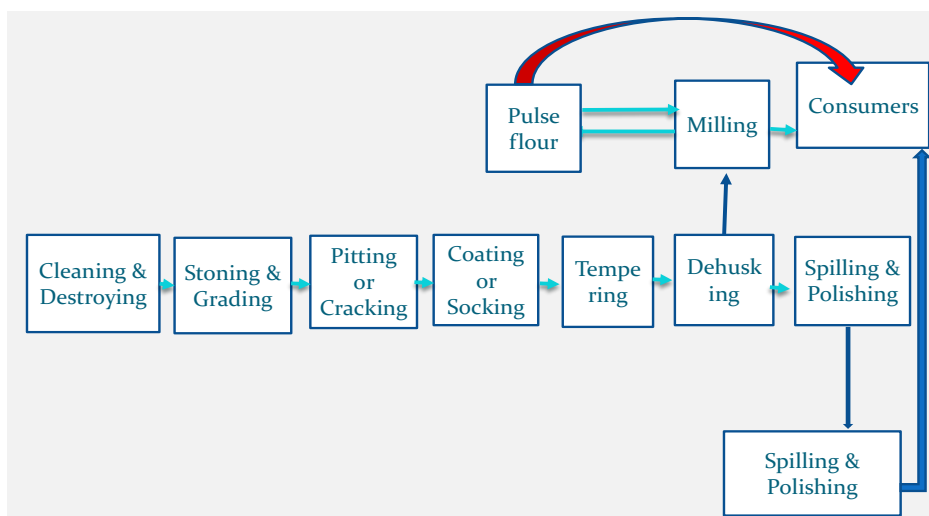 Pulse
flour
Milling
Consumers
Cleaning &
Destroying
Stoning &
Grading
Pitting
or
Cracking
Coating
or
Socking
Tempe
ring
Dehusk
ing
Spilling &
Polishing
Spilling &
Polishing